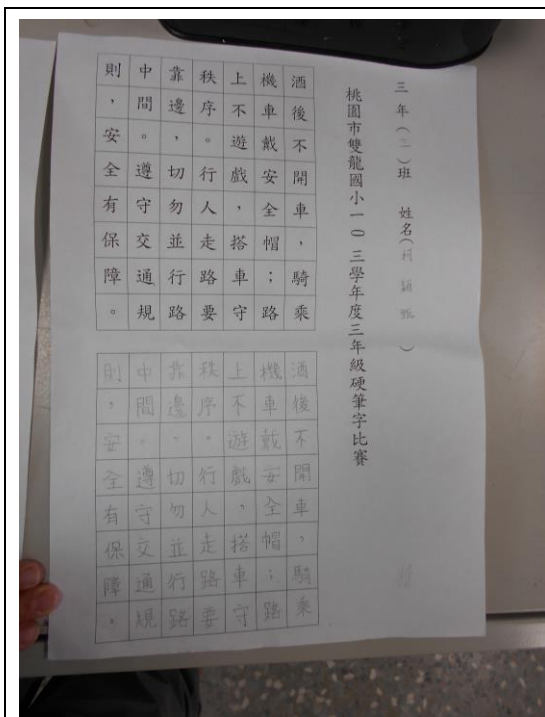 三年(三)班 姓名(柯穎 )
桃園市雙龍國小一〇三學年度三年級硬筆字比賽
酒後不開車，騎乘
機車戴安全帽；路
上不遊戲，搭車守
秩序。行人走路要
靠邊，切勿並行路
中間。遵守交通規
則，安全有保障。
酒後不開車，騎乘
機車戴安全帽；路
上不遊戲，搭車守
秩序。行人走路要
靠邊，切勿並行路
中間。遵守交通規
則，安全有保障。